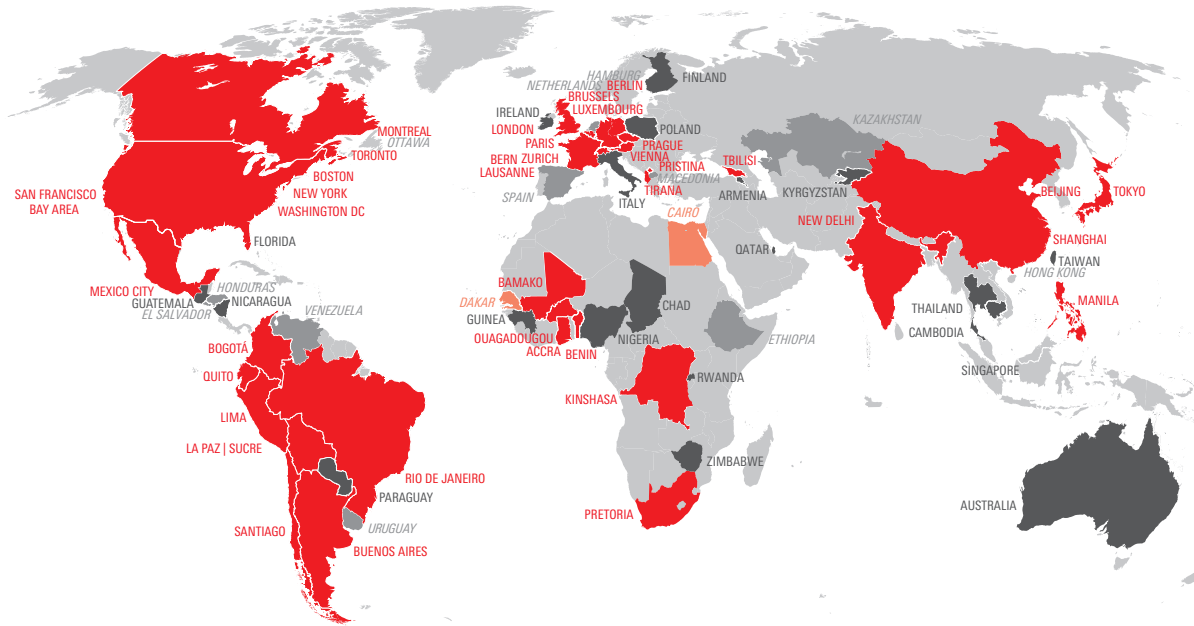 HAMBURG
NETHERLANDS
BERLIN
FINLAND
BRUSSELS
LUXEMBOURG
IRELAND
LONDON
POLAND
KAZAKHSTAN
MONTREAL
OTTAWA
PARIS
PRAGUE
TORONTO
BERN
ZURICH
VIENNA
BOSTON
LAUSANNE
PRISTINA
TBILISI
MACEDONIA
SAN FRANCISCO
BAY AREA
NEW YORK
SPAIN
TIRANA
ARMENIA
KYRGYZSTAN
BEIJING
TOKYO
WASHINGTON DC
ITALY
CAIRO
NEW DELHI
FLORIDA
QATAR
SHANGHAI
TAIWAN
HONG KONG
MEXICO CITY
HONDURAS
GUATEMALA
NICARAGUA
EL SALVADOR
VENEZUELA
BAMAKO
DAKAR
GUINEA
CHAD
MANILA
THAILAND
OUAGADOUGOU
NIGERIA
ETHIOPIA
CAMBODIA
BOGOTÁ
ACCRA
BENIN
QUITO
RWANDA
SINGAPORE
KINSHASA
LIMA
LA PAZ | SUCRE
ZIMBABWE
RIO DE JANEIRO
PARAGUAY
AUSTRALIA
PRETORIA
SANTIAGO
URUGUAY
BUENOS AIRES